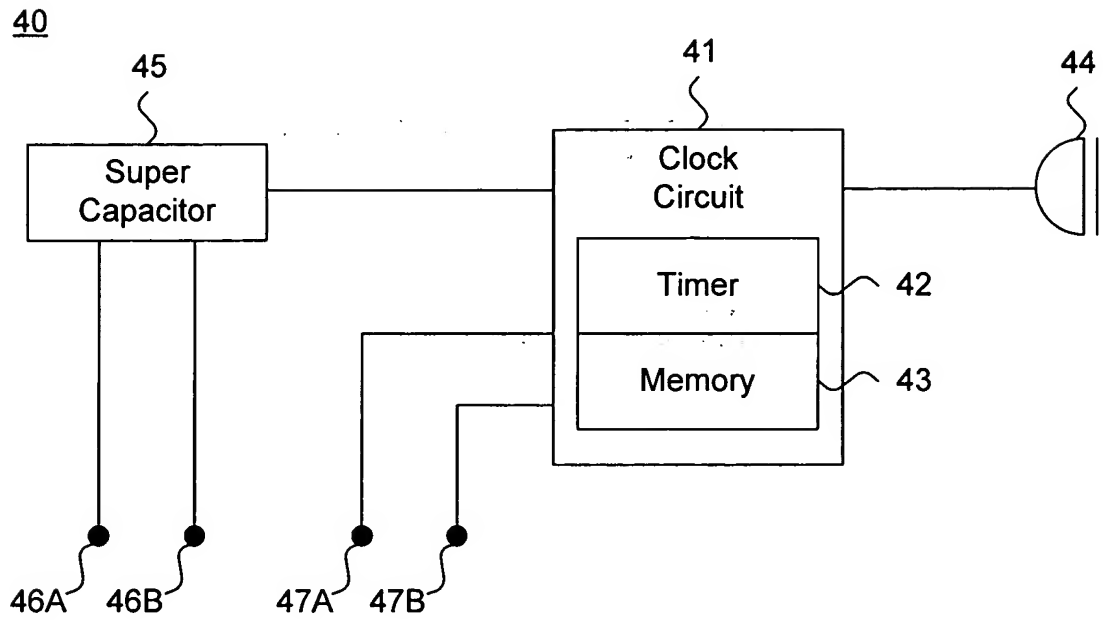 40
45
41
44
Super
Capacitor
Clock
Circuit
Timer
42
Memory
43
46A
46B
47A
47B